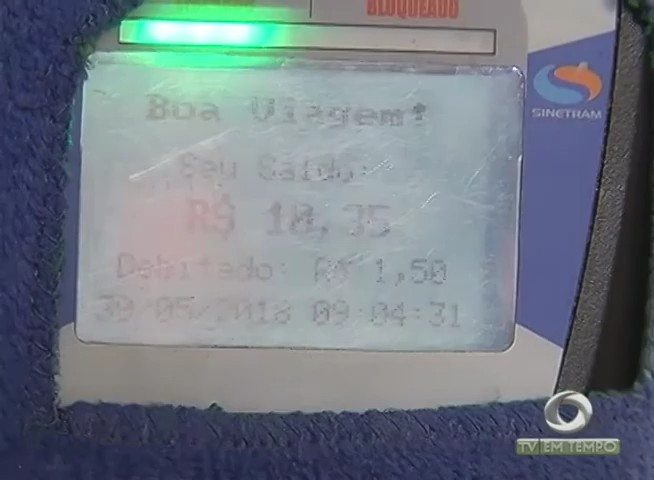 BLOQUEADO
Boa Viagem!
Seu Saldo:
R$ 10,35
Debitado: R$ 1,50
30/05/2018 09:04:31
SINETRAM
TV EM TEMPO